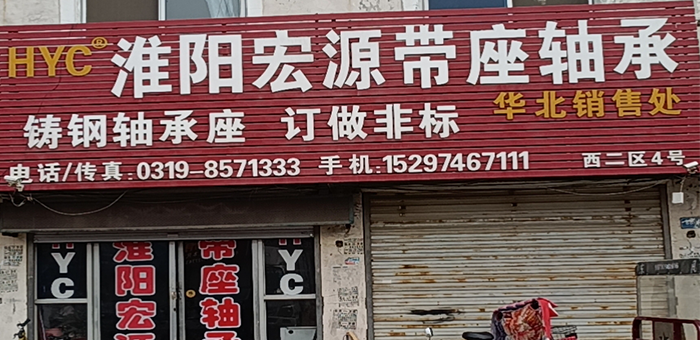 HYC® 淮阳宏源带座轴承
铸钢轴承座 订做非标 华北销售处
电话/传真:0319-8571333 手机:15297467111 西二区4号
YC 淮阳宏 带座轴承 HYC